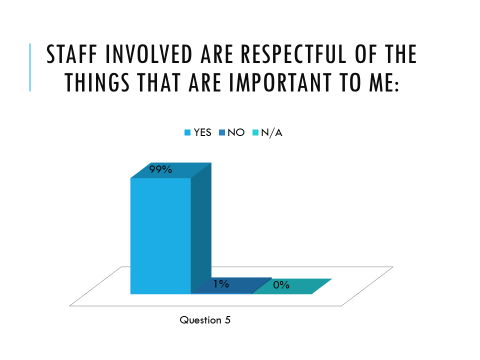 STAFF INVOLVED ARE RESPECTFUL OF THE
THINGS THAT ARE IMPORTANT TO ME:
YES NO N/A
99%
1% 0%
Question 5